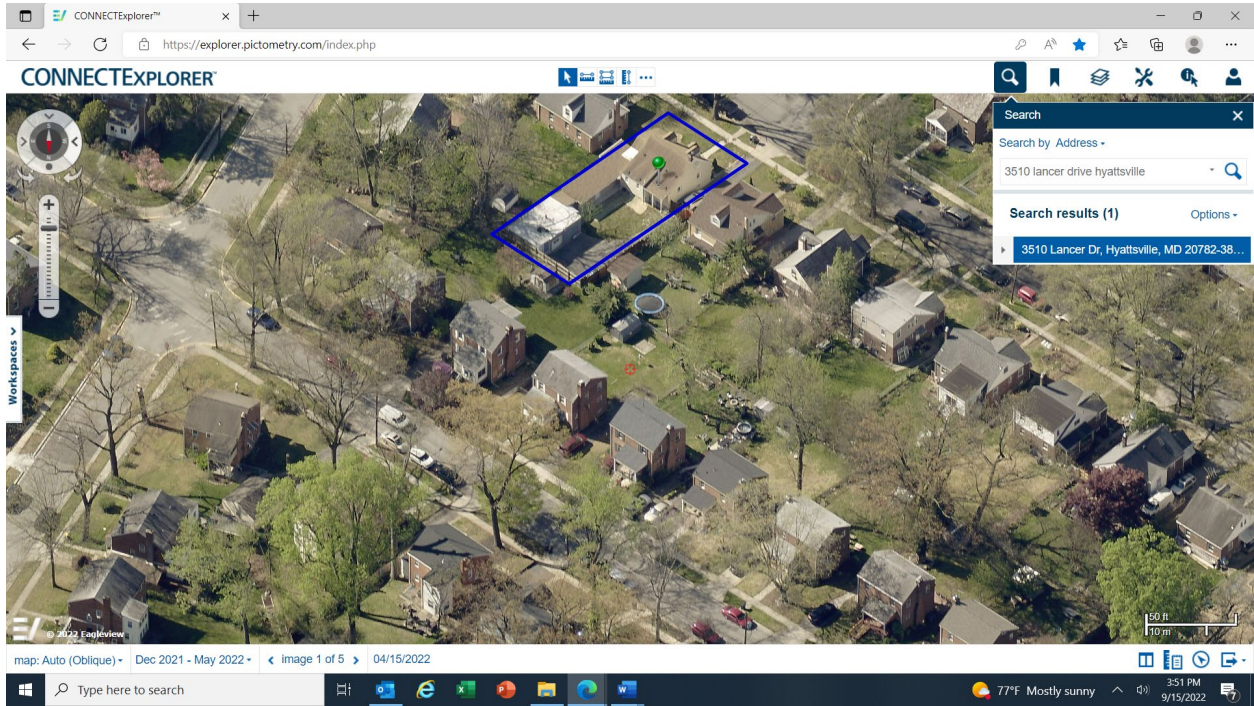 CONNECTExplorer™
https://explorer.pictometry.com/index.php
CONNECTEXPLORER™
Search
Search by Address
3510 lancer drive hyattsville
Search results (1) Options
3510 Lancer Dr, Hyattsville, MD 20782-38...
Workspaces
© 2022 Eagleview
50 ft
10 m
map: Auto (Oblique) Dec 2021 - May 2022 image 1 of 5 04/15/2022
Type here to search
77°F Mostly sunny
3:51 PM
9/15/2022
7